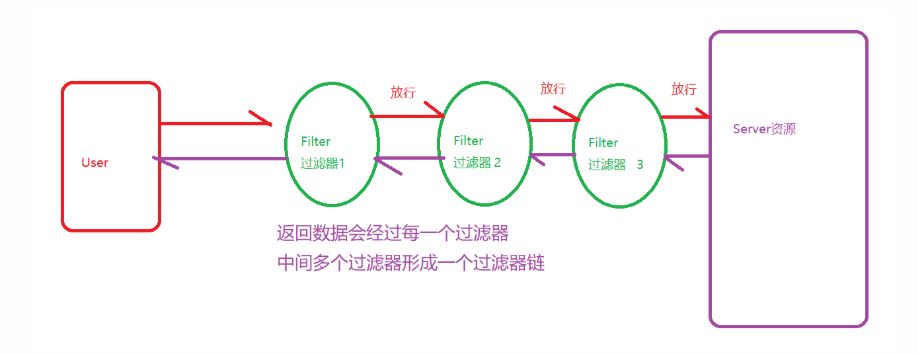 放行
放行
放行
User
Filter
过滤器1
Filter
过滤器 2
Filter
过滤器 3
Server资源
返回数据会经过每一个过滤器
中间多个过滤器形成一个过滤器链